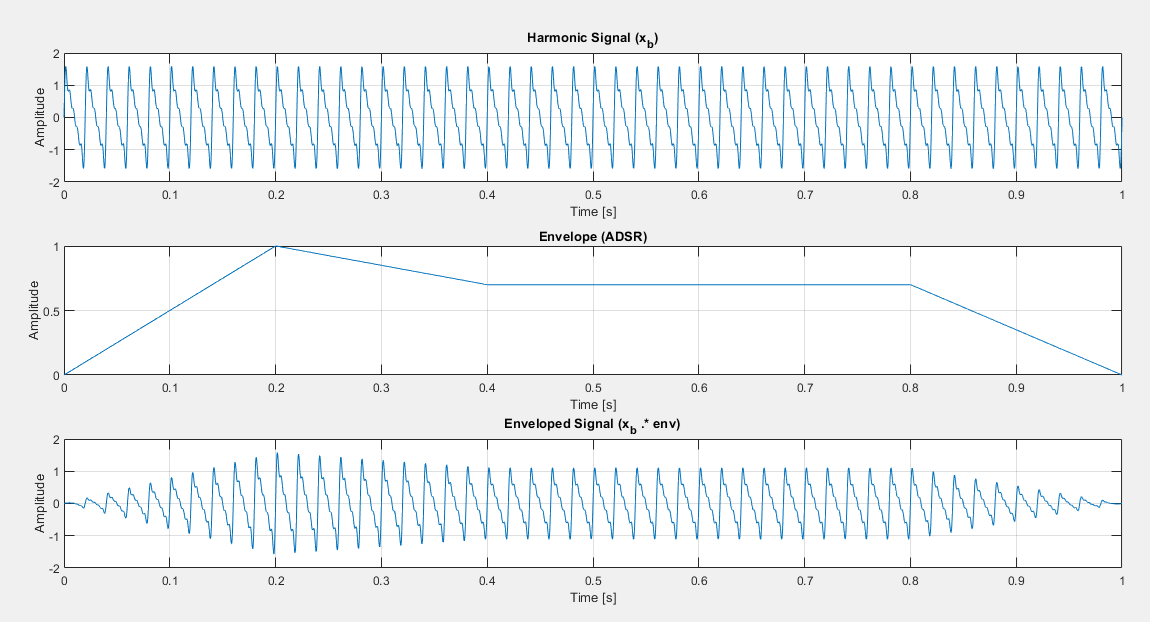 Harmonic Signal (x_b)
Amplitude
2
1
0
-1
-2
0 0.1 0.2 0.3 0.4 0.5 0.6 0.7 0.8 0.9 1
Time [s]
Envelope (ADSR)
Amplitude
1
0.5
0
0 0.1 0.2 0.3 0.4 0.5 0.6 0.7 0.8 0.9 1
Time [s]
Enveloped Signal (x_b .* env)
Amplitude
2
1
0
-1
-2
0 0.1 0.2 0.3 0.4 0.5 0.6 0.7 0.8 0.9 1
Time [s]